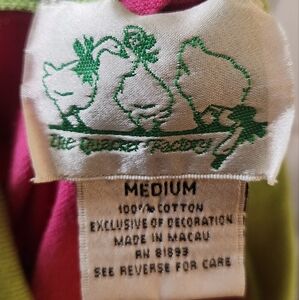 The Quacker Factory
MEDIUM
100% COTTON
EXCLUSIVE OF DECORATION
MADE IN MACAU
RN 81893
SEE REVERSE FOR CARE